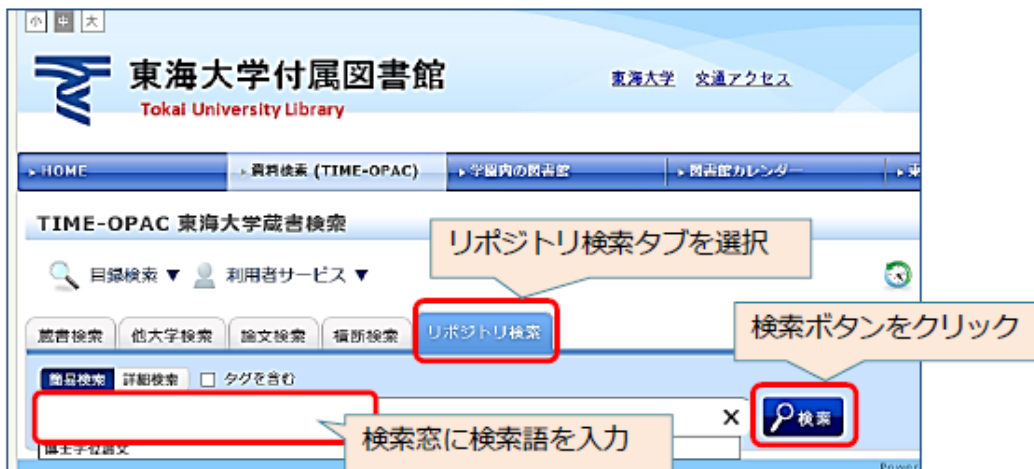 小 中 大
東海大学付属図書館
Tokai University Library
東海大学 交通アクセス
HOME
資料検索 (TIME-OPAC)
学園内の図書館
図書館カレンダー
TIME-OPAC 東海大学蔵書検索
リポジトリ検索タブを選択
目録検索 ▼ 利用者サービス ▼
蔵書検索 他大学検索 論文検索 横断検索 リポジトリ検索
検索ボタンをクリック
簡易検索 詳細検索 タグを含む
検索
検索窓に検索語を入力
博士学位論文
Power